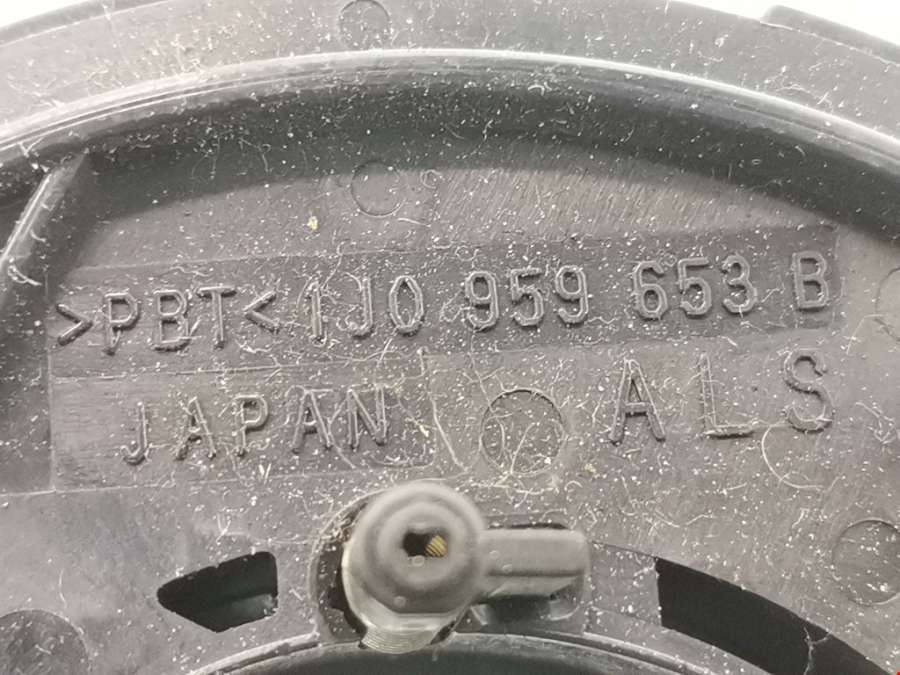 >PBT< 1J0 959 653 B
JAPAN ALS